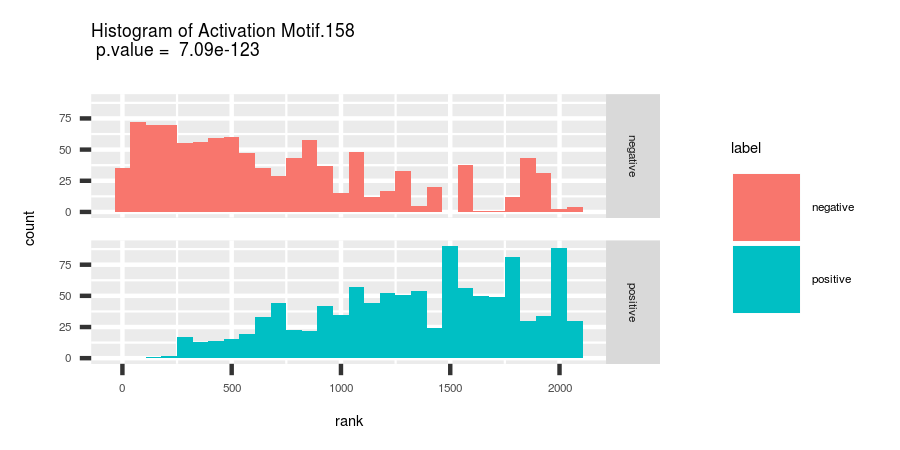 Histogram of Activation Motif.158
p.value = 7.09e-123
count
75
50
25
0
negative
75
50
25
0
positive
0 500 1000 1500 2000
rank
label
negative
positive